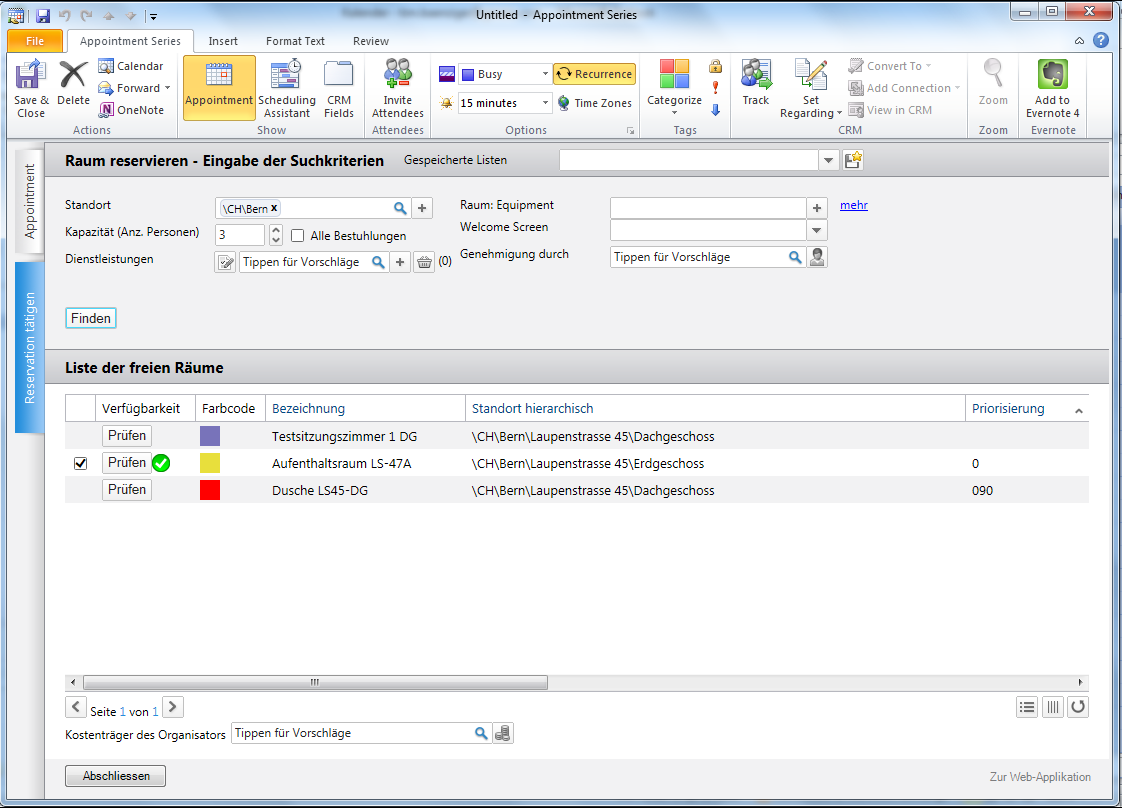 Untitled - Appointment Series
File Appointment Series Insert Format Text Review
Save & Close
Delete
Calendar
Forward
OneNote
Actions
Appointment
Scheduling Assistant
CRM Fields
Show
Invite Attendees
Attendees
Busy
Recurrence
15 minutes
Time Zones
Options
Categorize
Tags
Track
Set Regarding
Convert To
Add Connection
View in CRM
CRM
Zoom
Zoom
Add to Evernote 4
Evernote
Appointment
Reservation tätigen
Raum reservieren - Eingabe der Suchkriterien Gespeicherte Listen
Standort \CH\Bern x Raum: Equipment mehr
Welcome Screen
Kapazität (Anz. Personen) 3 Alle Bestuhlungen
Dienstleistungen Tippen für Vorschläge (0) Genehmigung durch Tippen für Vorschläge
Finden
Liste der freien Räume
Verfügbarkeit Farbcode Bezeichnung Standort hierarchisch Priorisierung
Prüfen Testsitzungszimmer 1 DG \CH\Bern\Laupenstrasse 45\Dachgeschoss
Prüfen Aufenthaltsraum LS-47A \CH\Bern\Laupenstrasse 45\Erdgeschoss 0
Prüfen Dusche LS45-DG \CH\Bern\Laupenstrasse 45\Dachgeschoss 090
Seite 1 von 1
Kostenträger des Organisators Tippen für Vorschläge
Abschliessen Zur Web-Applikation